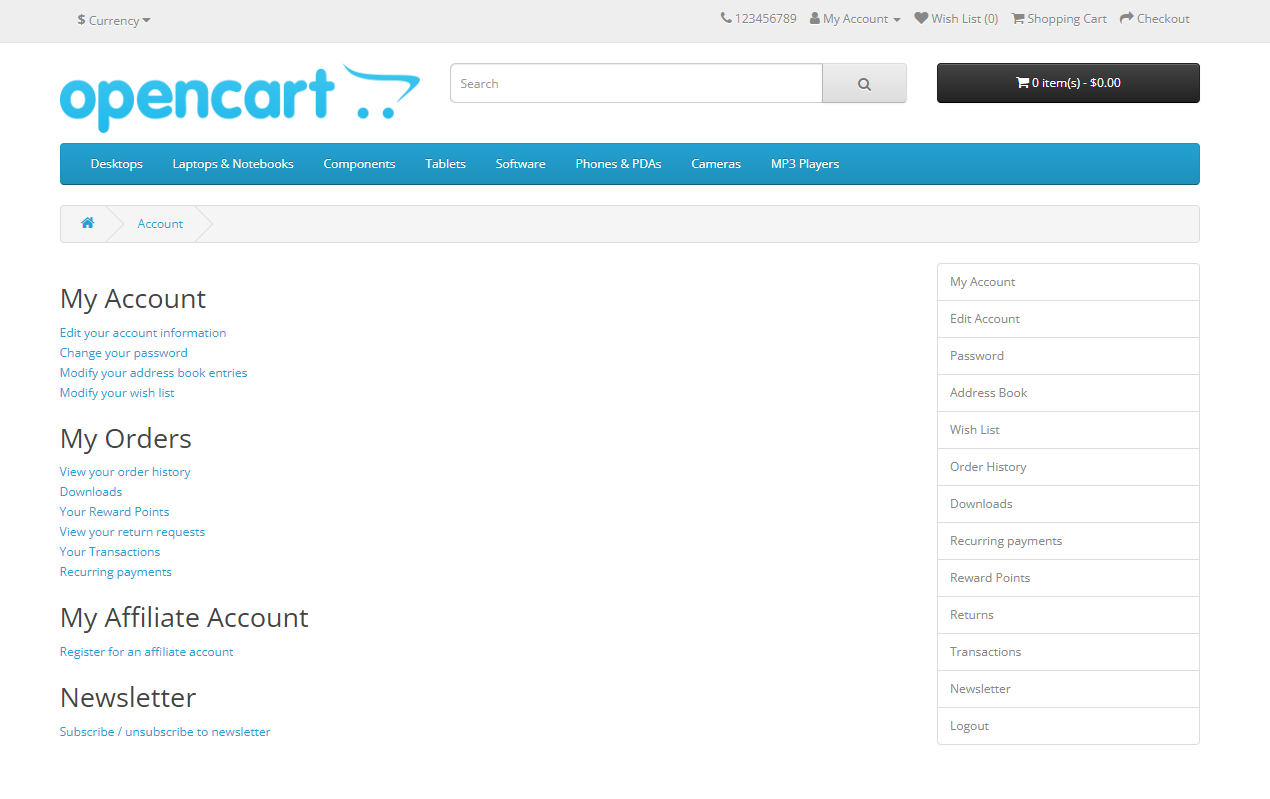 $ Currency
123456789 My Account Wish List (0) Shopping Cart Checkout
opencart
Search
0 item(s) - $0.00
Desktops Laptops & Notebooks Components Tablets Software Phones & PDAs Cameras MP3 Players
Account
My Account
Edit your account information
Change your password
Modify your address book entries
Modify your wish list
My Orders
View your order history
Downloads
Your Reward Points
View your return requests
Your Transactions
Recurring payments
My Affiliate Account
Register for an affiliate account
Newsletter
Subscribe / unsubscribe to newsletter
My Account
Edit Account
Password
Address Book
Wish List
Order History
Downloads
Recurring payments
Reward Points
Returns
Transactions
Newsletter
Logout